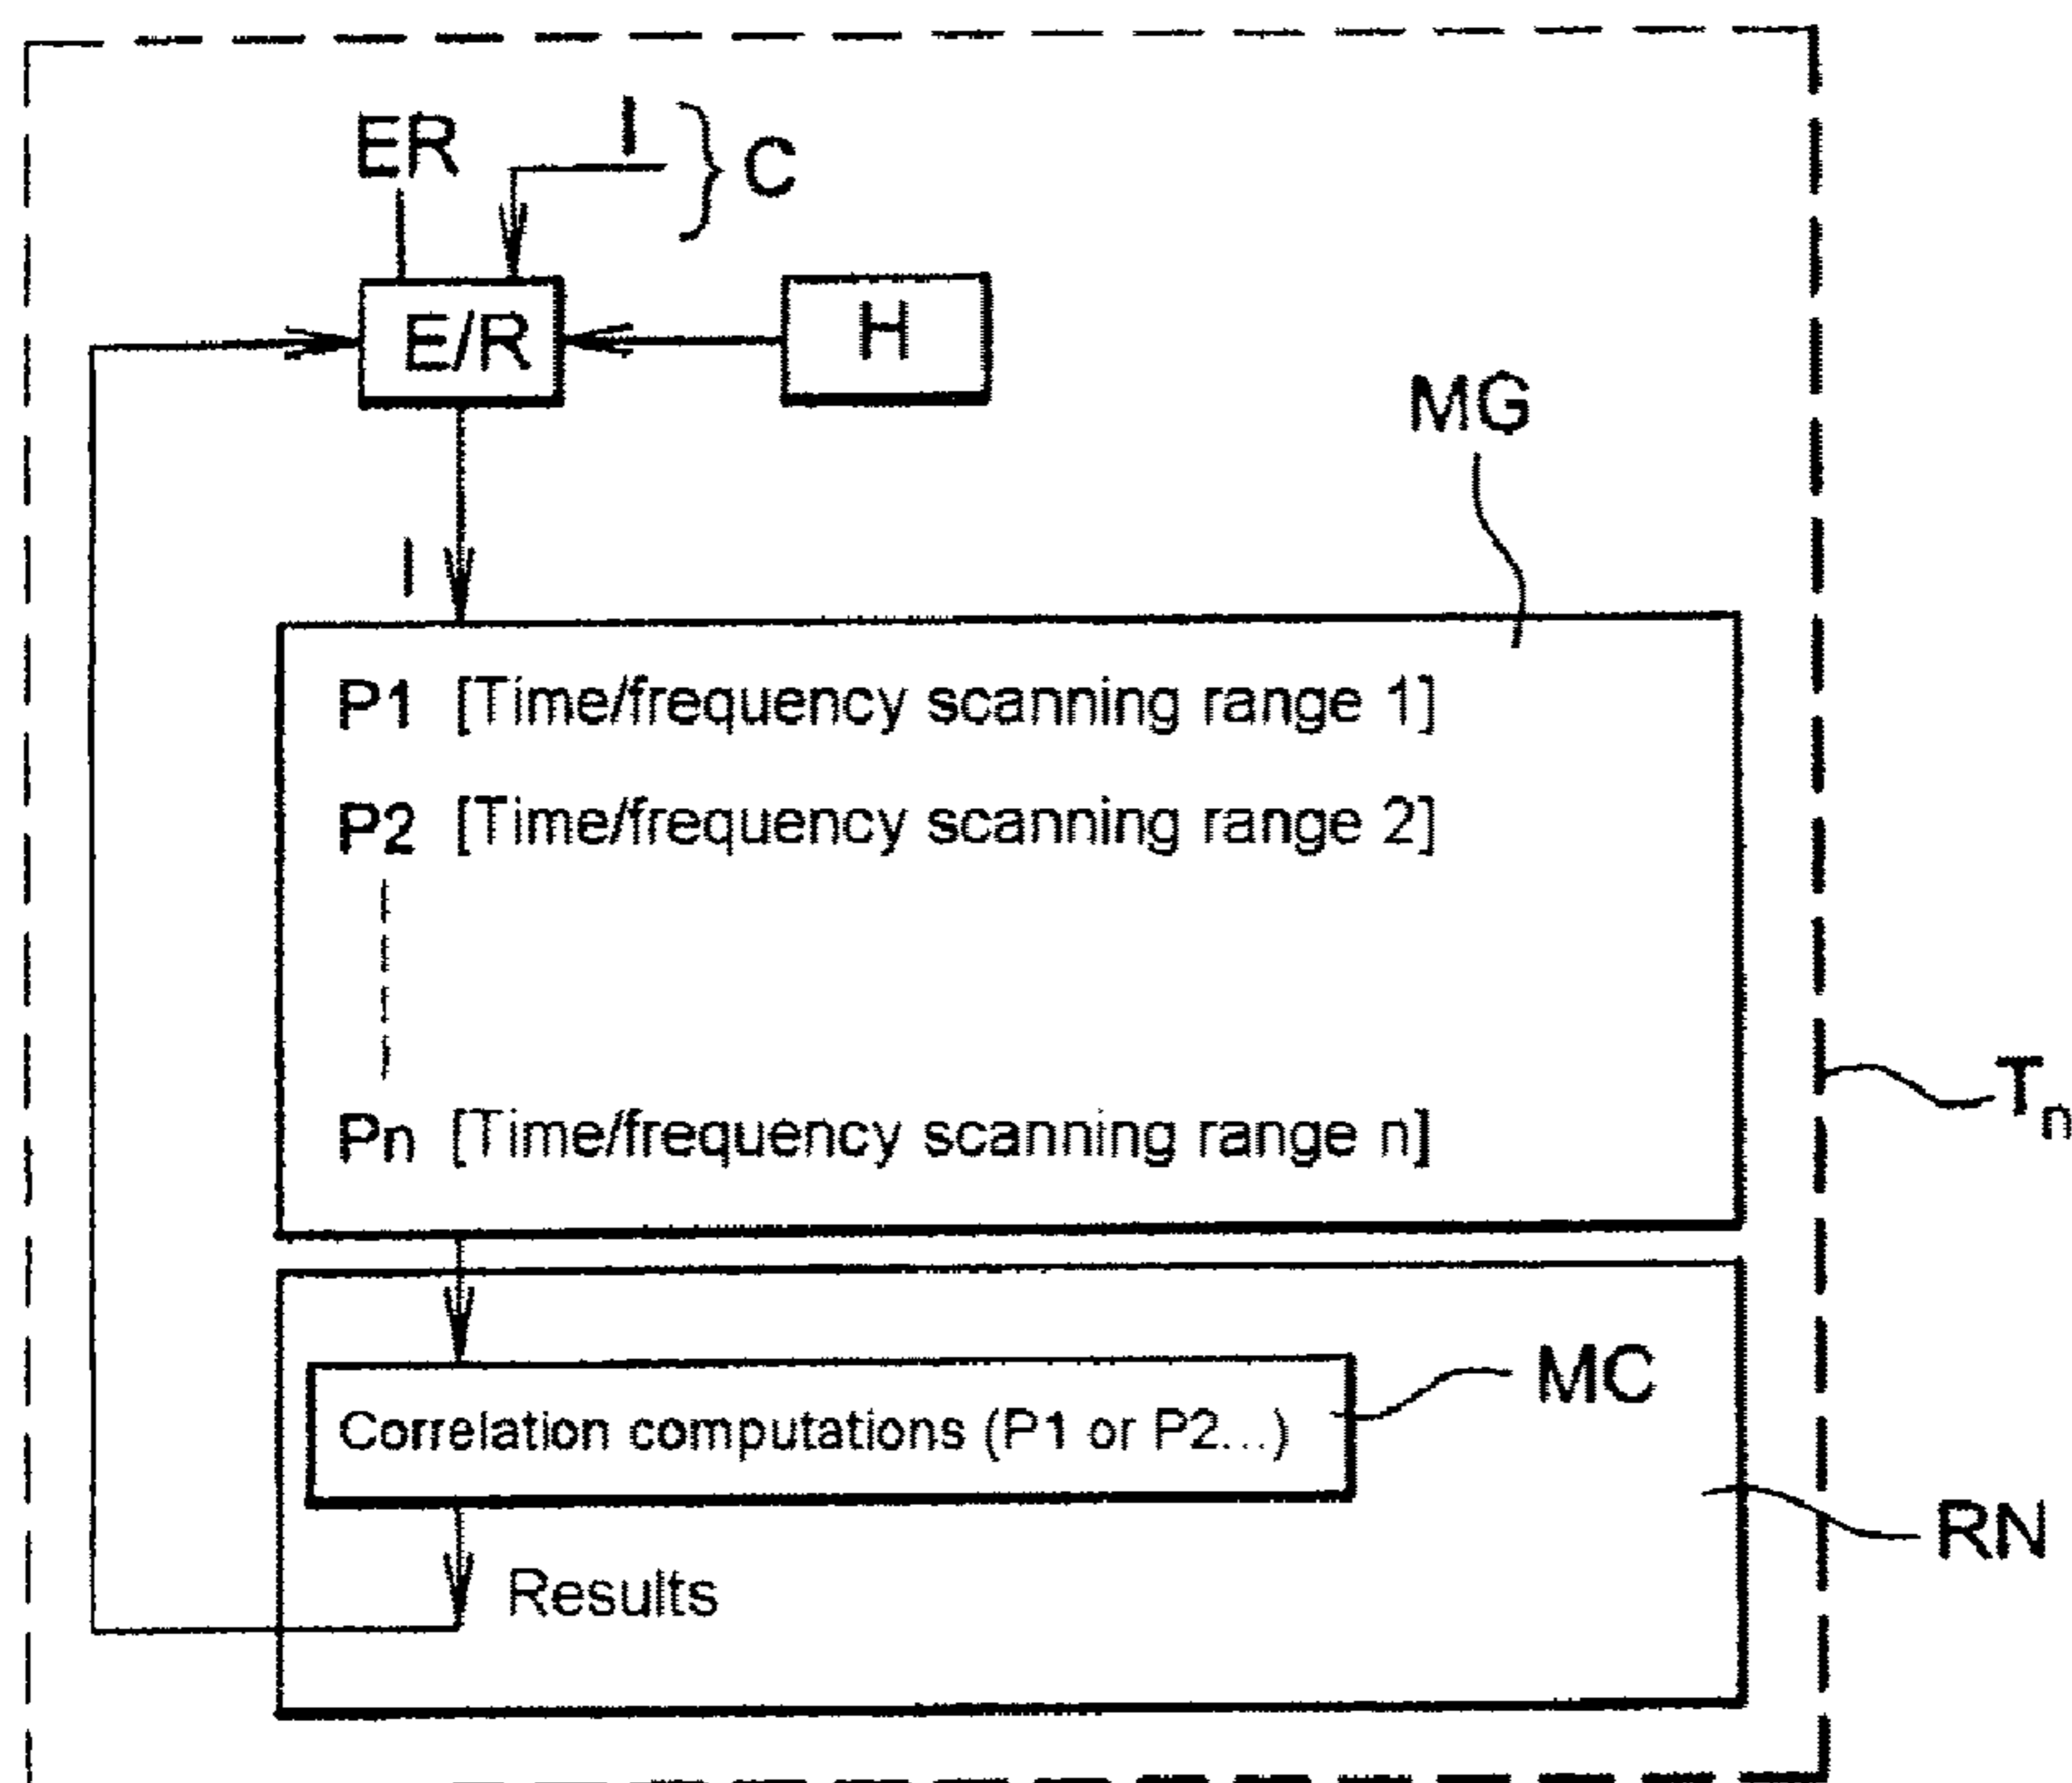 I
ER
C
E/R
H
MG
I
P1 [Time/frequency scanning range 1]
P2 [Time/frequency scanning range 2]
Pn [Time/frequency scanning range n]
Tn
MC
Correlation computations (P1 or P2...)
RN
Results